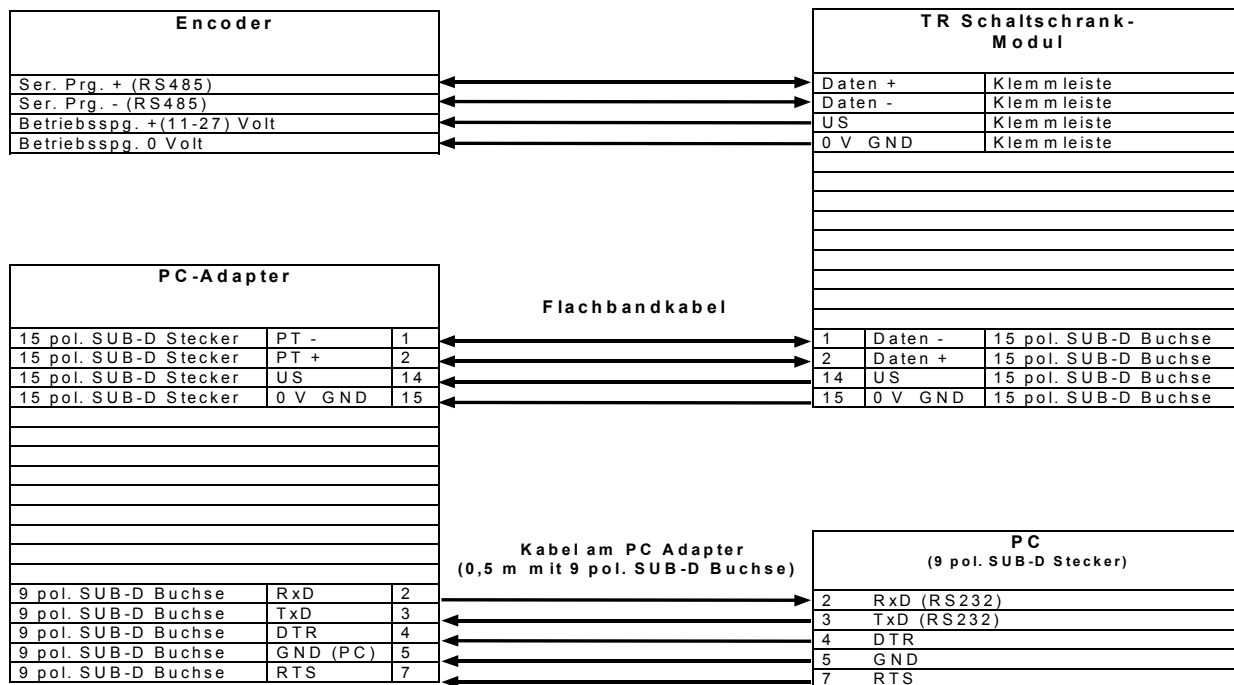 Encoder
Ser. Prg. + (RS485)
Ser. Prg. - (RS485)
Betriebsspg. +(11-27) Volt
Betriebsspg. 0 Volt
TR Schaltschrank-
Modul
Daten + Klemmleiste
Daten - Klemmleiste
US Klemmleiste
0 V GND Klemmleiste
PC-Adapter
15 pol. SUB-D Stecker PT - 1
15 pol. SUB-D Stecker PT + 2
15 pol. SUB-D Stecker US 14
15 pol. SUB-D Stecker 0 V GND 15
Flachbandkabel
1 Daten - 15 pol. SUB-D Buchse
2 Daten + 15 pol. SUB-D Buchse
14 US 15 pol. SUB-D Buchse
15 0 V GND 15 pol. SUB-D Buchse
9 pol. SUB-D Buchse RxD 2
9 pol. SUB-D Buchse TxD 3
9 pol. SUB-D Buchse DTR 4
9 pol. SUB-D Buchse GND (PC) 5
9 pol. SUB-D Buchse RTS 7
Kabel am PC Adapter
(0,5 m mit 9 pol. SUB-D Buchse)
PC
(9 pol. SUB-D Stecker)
2 RxD (RS232)
3 TxD (RS232)
4 DTR
5 GND
7 RTS